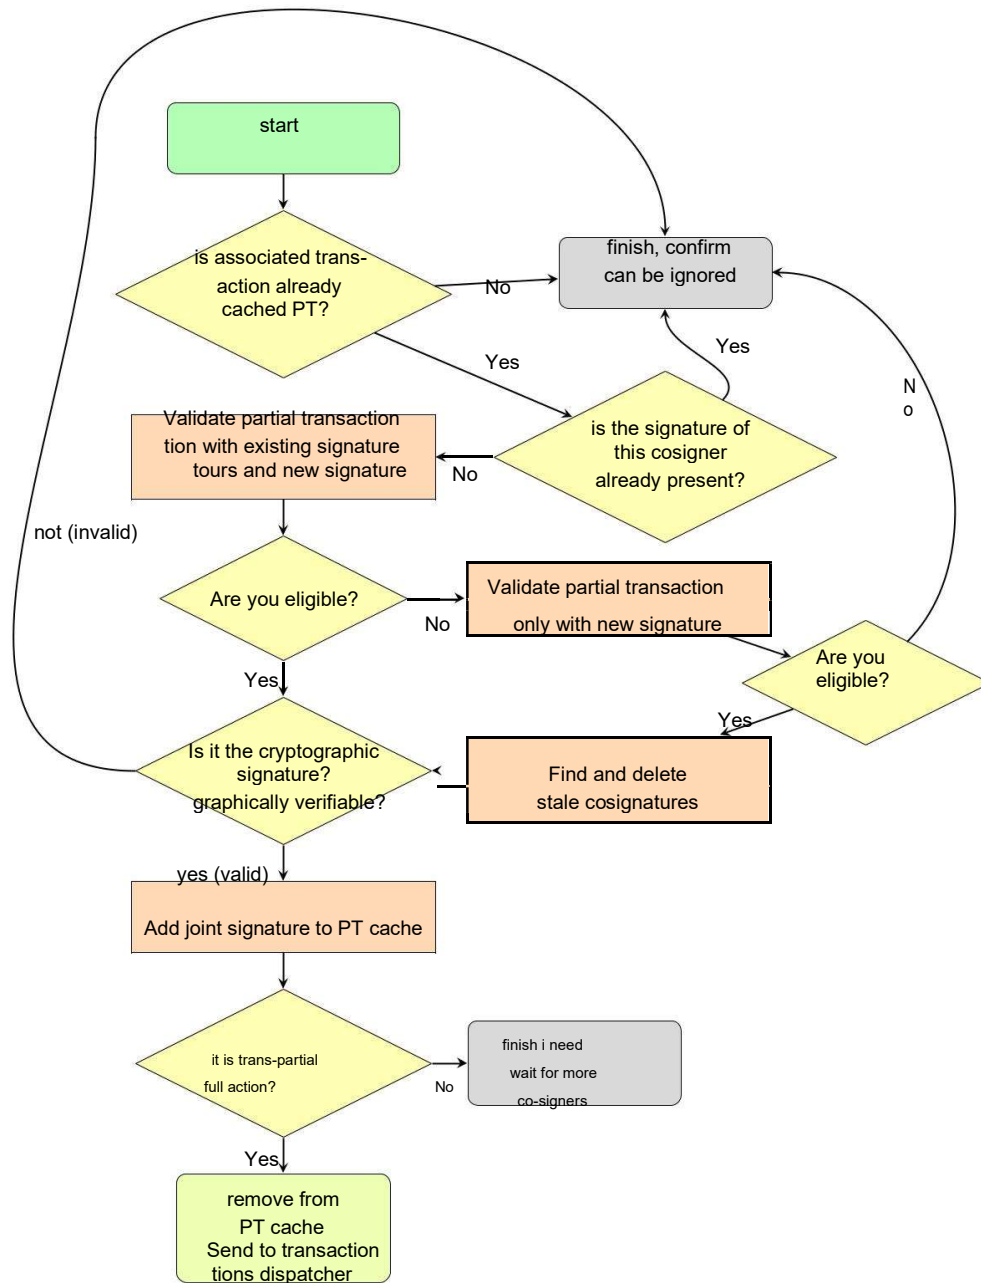 start
is associated trans-
action already
cached PT?
No
finish, confirm
can be ignored
Yes
Yes
N
o
is the signature of
this cosigner
already present?
No
Validate partial transaction
tion with existing signature
tours and new signature
not (invalid)
Are you eligible?
No
Validate partial transaction
only with new signature
Are you
eligible?
Yes
Yes
Is it the cryptographic
signature?
graphically verifiable?
Find and delete
stale cosignatures
yes (valid)
Add joint signature to PT cache
it is trans-partial
full action?
No
finish i need
wait for more
co-signers
Yes
remove from
PT cache
Send to transaction
tions dispatcher